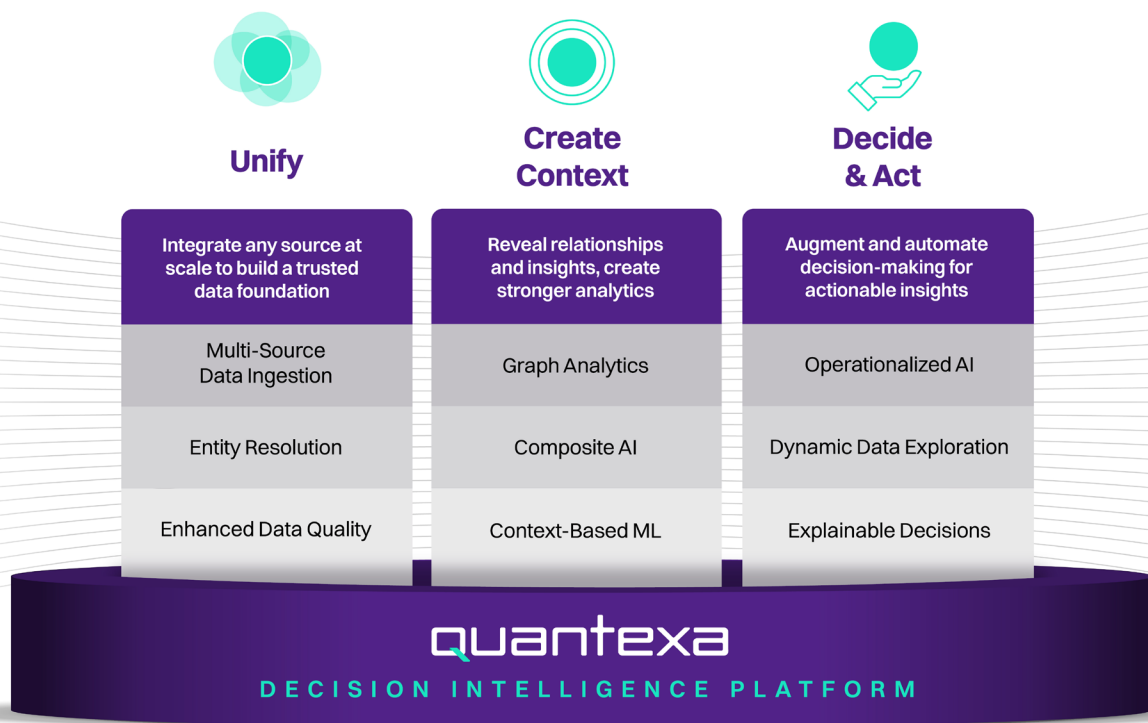 Unify
Integrate any source at
scale to build a trusted
data foundation
Multi-Source
Data Ingestion
Entity Resolution
Enhanced Data Quality
Create
Context
Reveal relationships
and insights, create
stronger analytics
Graph Analytics
Composite AI
Context-Based ML
Decide
& Act
Augment and automate
decision-making for
actionable insights
Operationalized AI
Dynamic Data Exploration
Explainable Decisions
quantexa
DECISION INTELLIGENCE PLATFORM